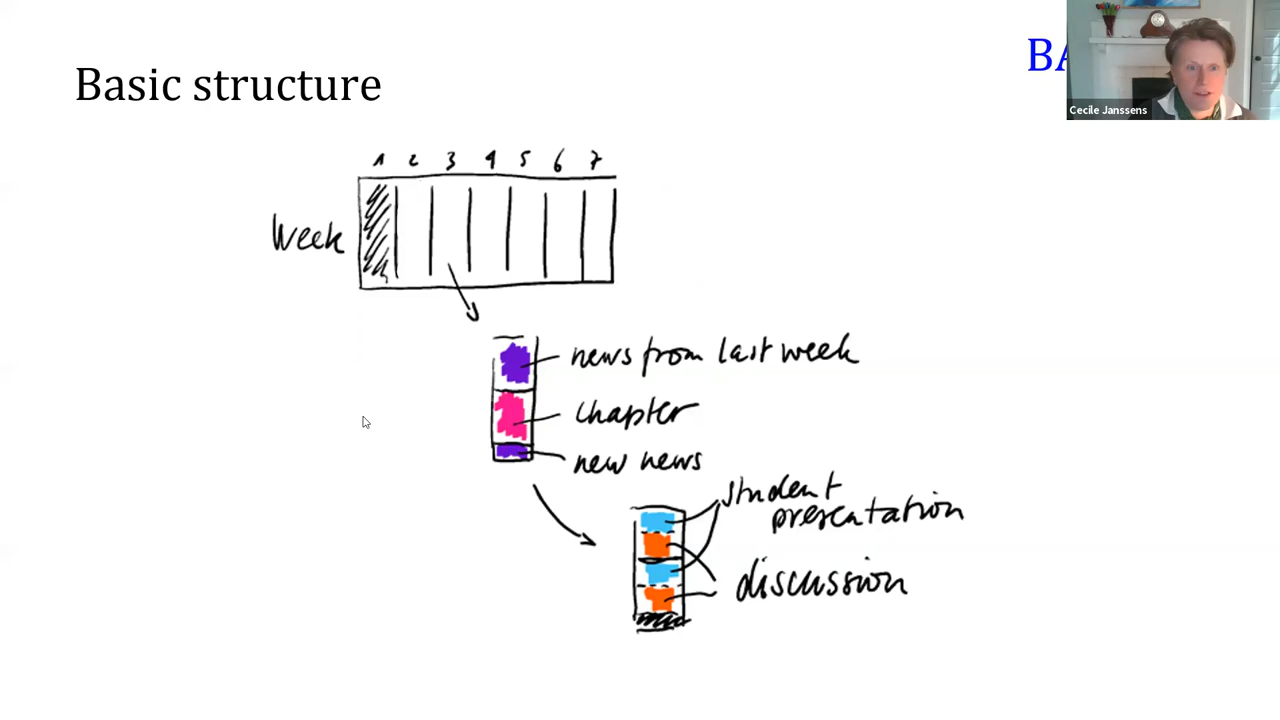 Basic structure
BA
Cecile Janssens
1 2 3 4 5 6 7
Week
news from last week
chapter
new news
student
presentation
discussion